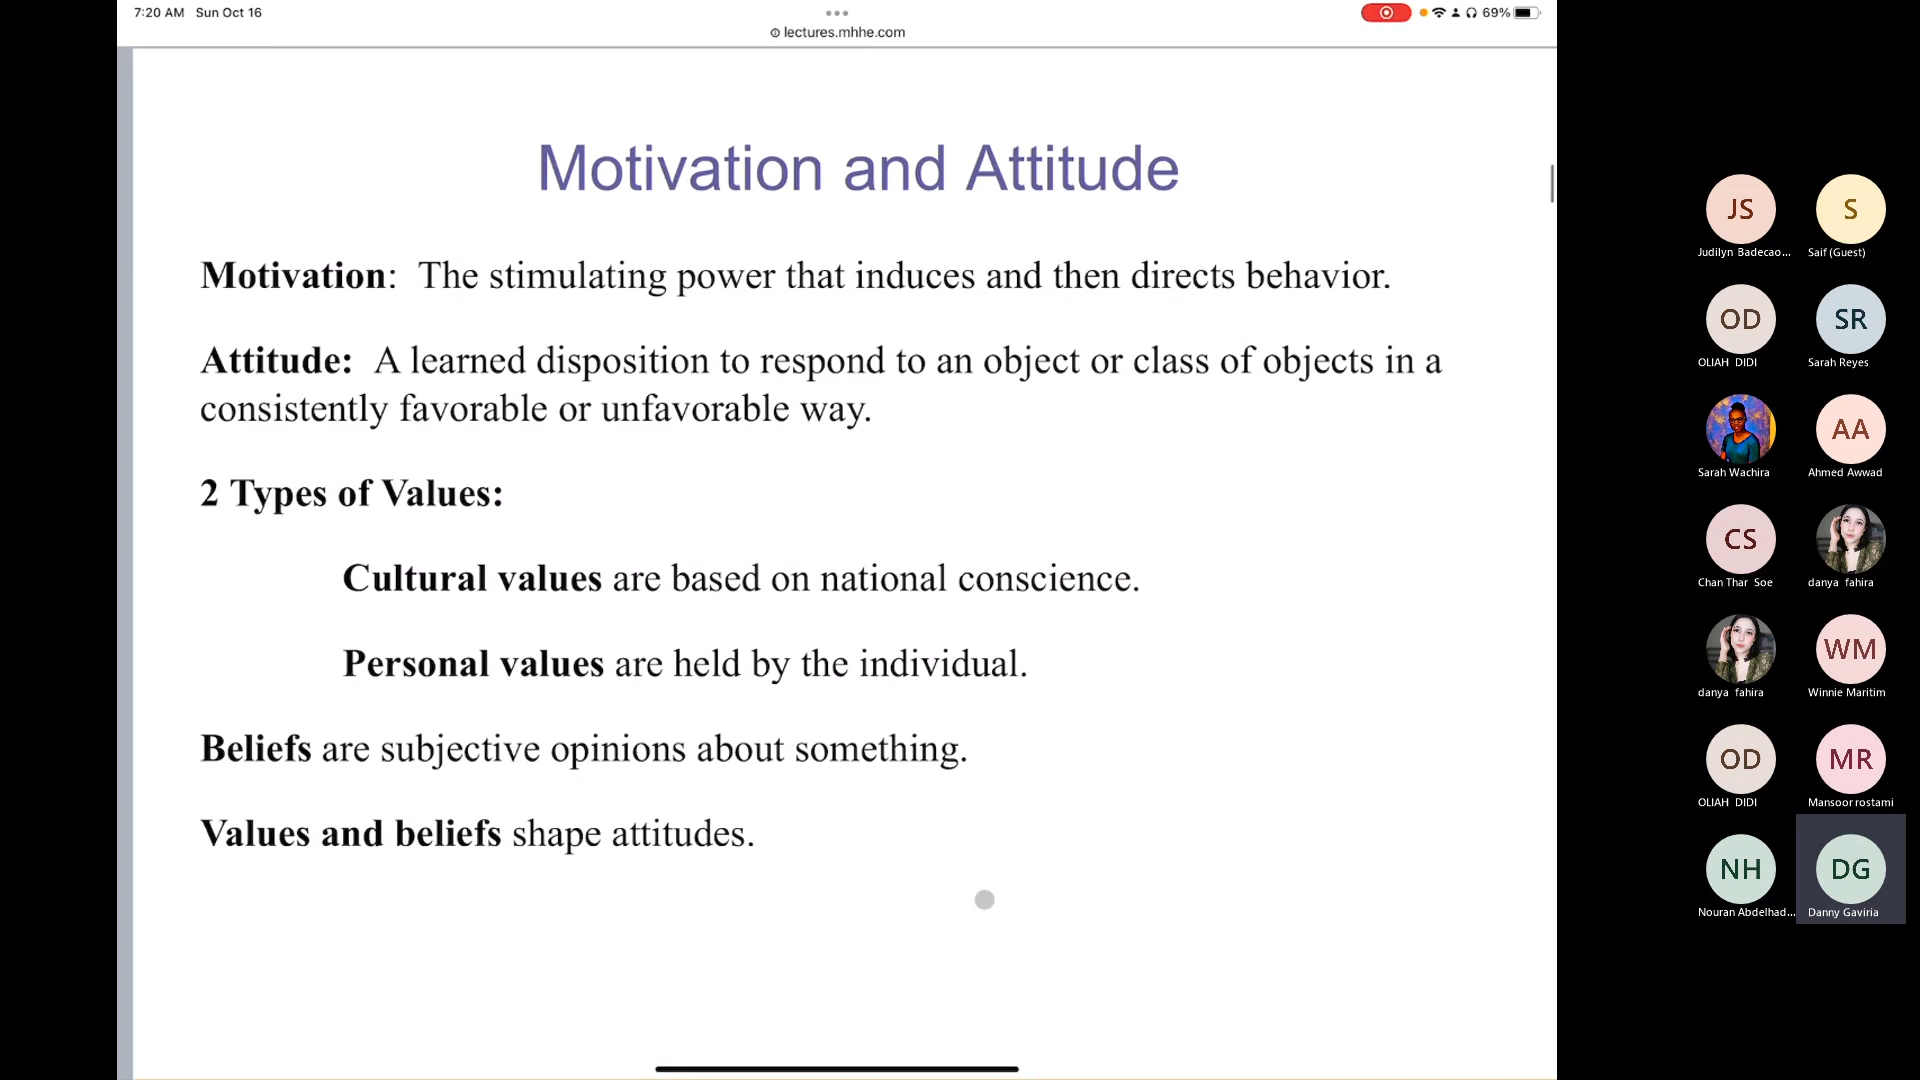 7:20 AM Sun Oct 16
69%
lectures.mhhe.com
Motivation and Attitude
Motivation: The stimulating power that induces and then directs behavior.
Attitude: A learned disposition to respond to an object or class of objects in a
consistently favorable or unfavorable way.
2 Types of Values:
Cultural values are based on national conscience.
Personal values are held by the individual.
Beliefs are subjective opinions about something.
Values and beliefs shape attitudes.
JS S
Judilyn Badecao... Saif (Guest)
OD SR
OLIAH DIDI Sarah Reyes
AA
Sarah Wachira Ahmed Awwad
CS
Chan Thar Soe danya fahira
WM
danya fahira Winnie Maritim
OD MR
OLIAH DIDI Mansoor rostami
NH DG
Nouran Abdelhad... Danny Gaviria